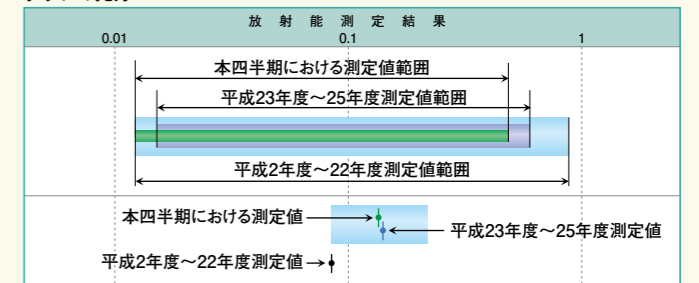 放射能測定結果
0.01 0.1 1
本四半期における測定値範囲
平成23年度～25年度測定値範囲
平成2年度～22年度測定値範囲
本四半期における測定値
平成23年度～25年度測定値
平成2年度～22年度測定値